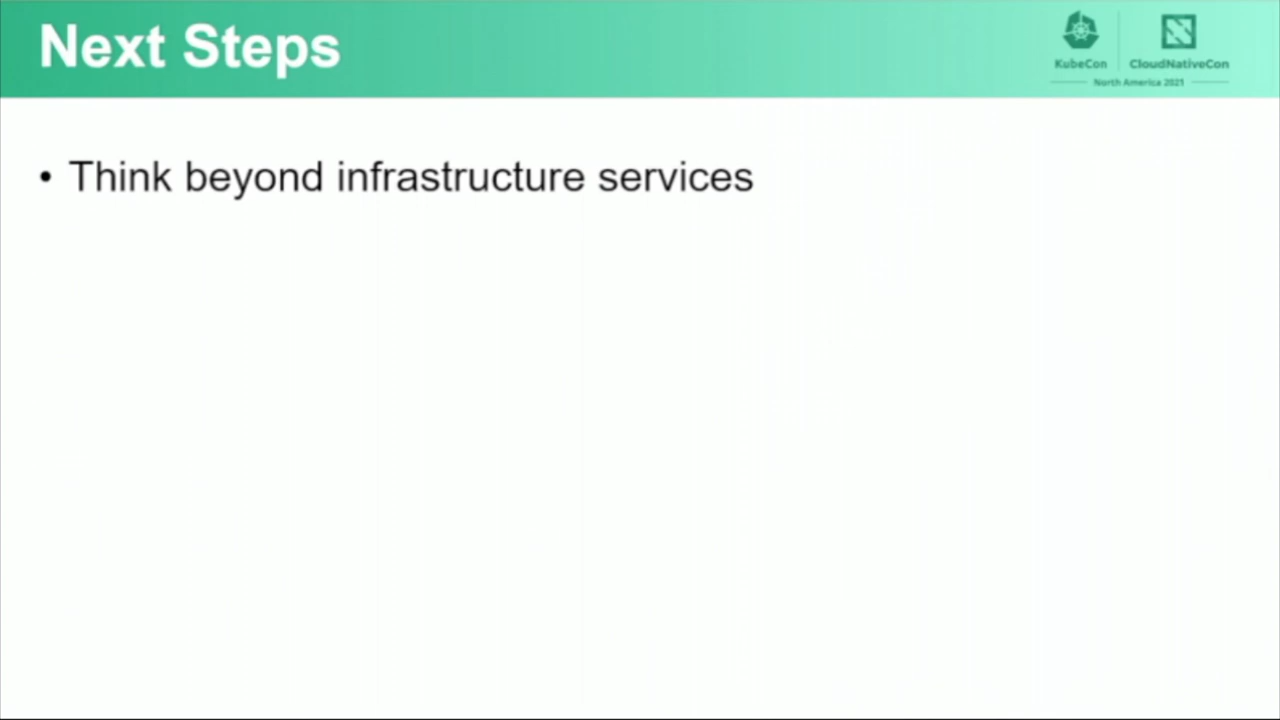 Next Steps
KubeCon
CloudNativeCon
North America 2021
• Think beyond infrastructure services